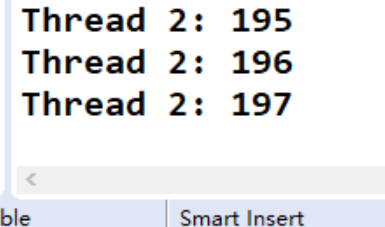 Thread 2: 195
Thread 2: 196
Thread 2: 197
ble
Smart Insert